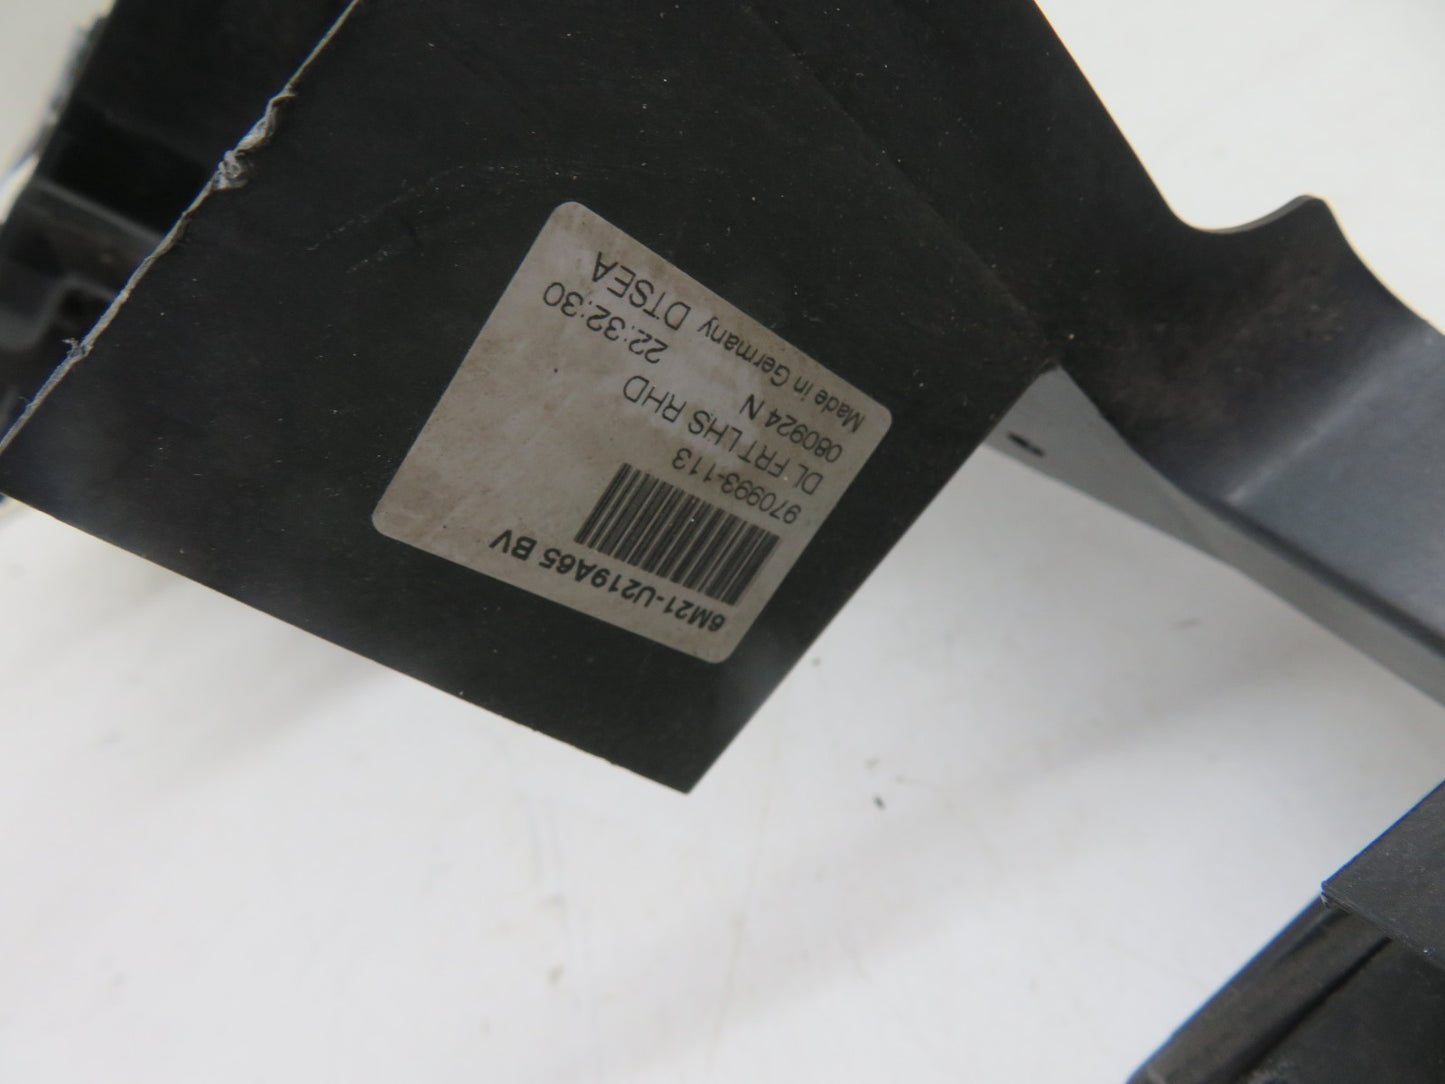 6M21-U219A65 BV
970993-113
DL FRT LHS RHD
080924 N 22:32:30
Made in Germany DTSEA